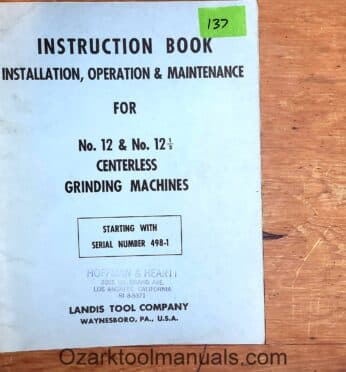 137
INSTRUCTION BOOK
INSTALLATION, OPERATION & MAINTENANCE
FOR
No. 12 & No. 12½
CENTERLESS
GRINDING MACHINES
STARTING WITH
SERIAL NUMBER 498-1
HOFFMAN & HEARTT
AVE.
LOS ANGELES, CALIFORNIA
LANDIS TOOL COMPANY
WAYNESBORO, PA., U.S.A.
Ozarktoolmanuals.com